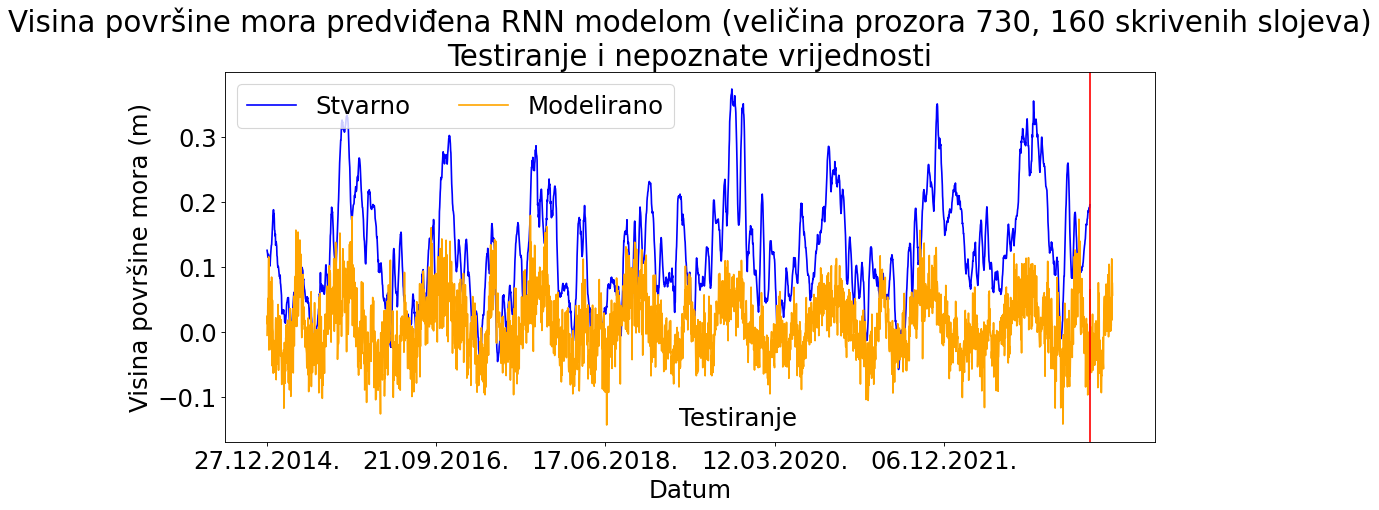 Visina površine mora predviđena RNN modelom (veličina prozora 730, 160 skrivenih slojeva)
Testiranje i nepoznate vrijednosti
Stvarno Modelirano
Visina površine mora (m)
0.3
0.2
0.1
0.0
−0.1
Testiranje
27.12.2014. 21.09.2016. 17.06.2018. 12.03.2020. 06.12.2021.
Datum